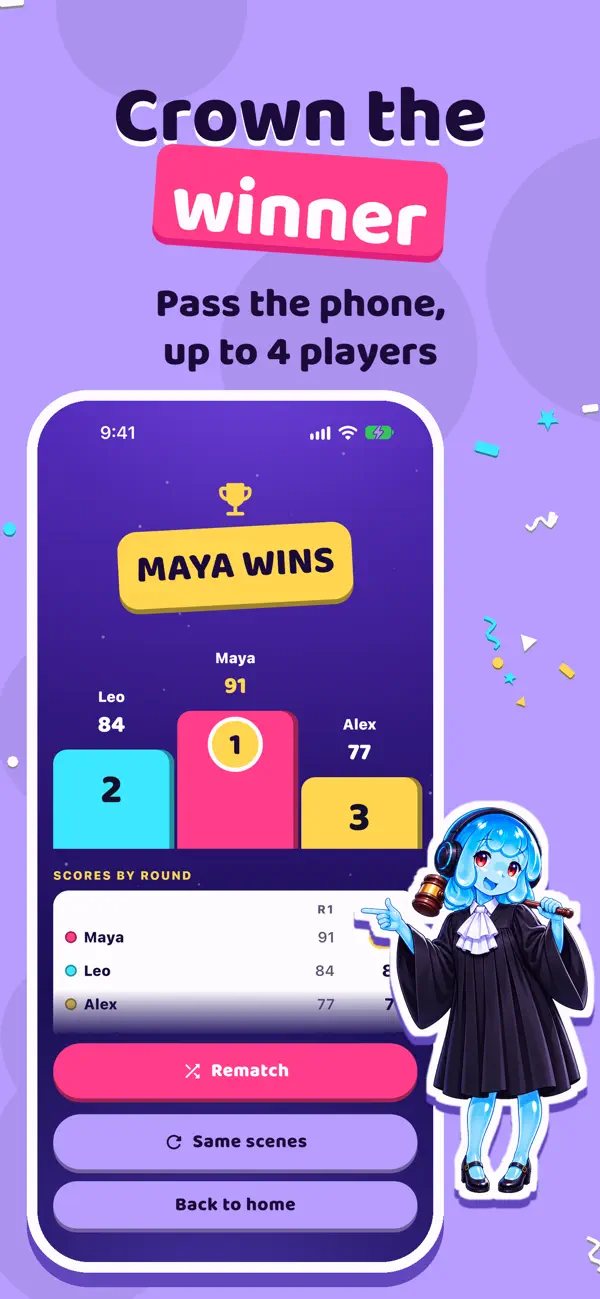 Crown the
winner
Pass the phone,
up to 4 players
9:41
MAYA WINS
Maya
91
Leo
84
Alex
77
1
2
3
SCORES BY ROUND
R1
Maya 91
Leo 84
Alex 77
Rematch
Same scenes
Back to home